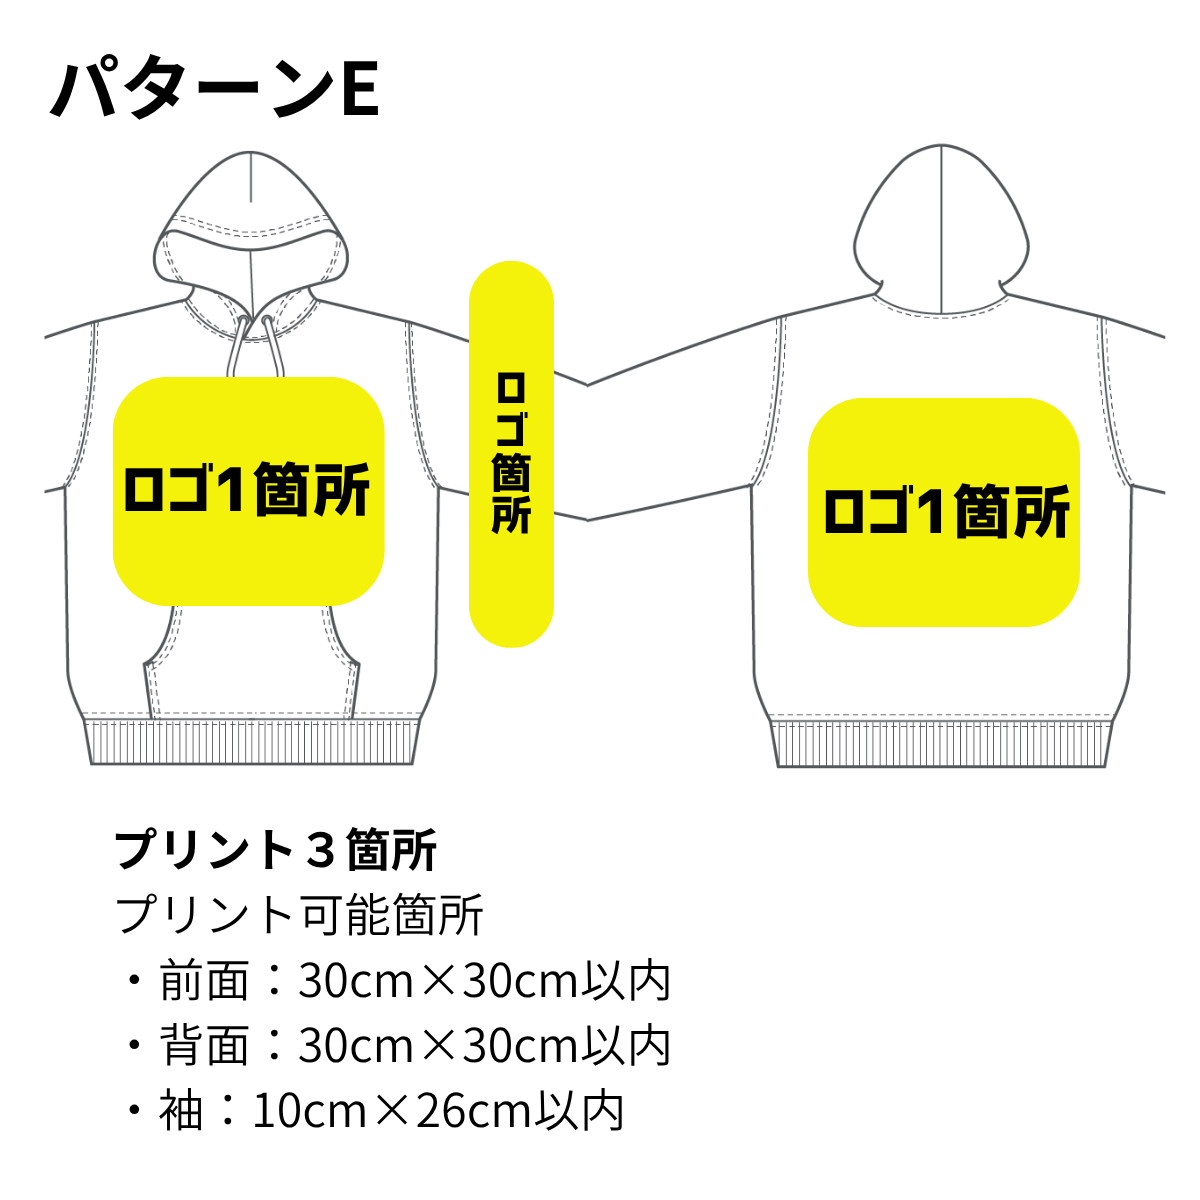 パターンE
ロゴ1箇所
ロゴ箇所
ロゴ1箇所
プリント３箇所
プリント可能箇所
・前面：30cm×30cm以内
・背面：30cm×30cm以内
・袖：10cm×26cm以内